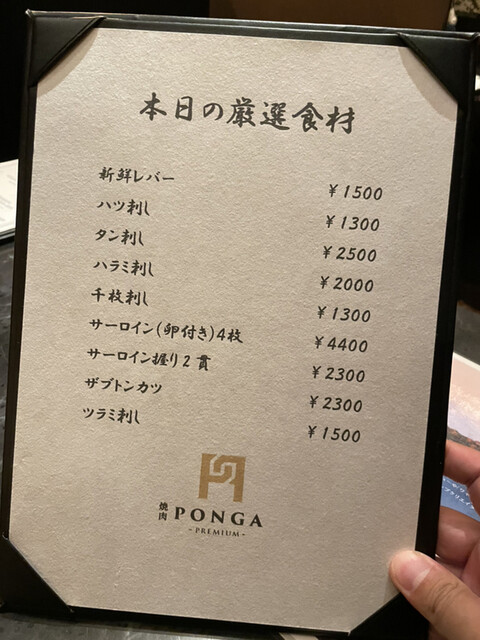 本日の厳選食材
新鮮レバー ¥1500
ハツ刺し ¥1300
タン刺し ¥2500
ハラミ刺し ¥2000
千枚刺し ¥1300
サーロイン(卵付き)4枚 ¥4400
サーロイン握り2貫 ¥2300
ザブトンカツ ¥2300
ツラミ刺し ¥1500
焼肉 PONGA
-PREMIUM-